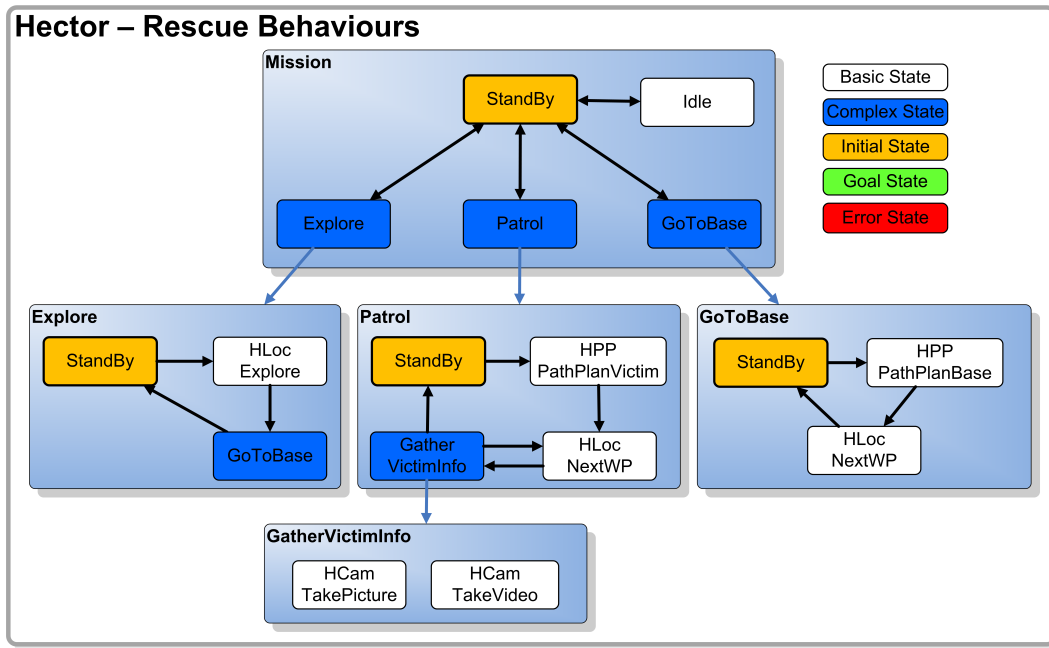 Hector – Rescue Behaviours
Mission
StandBy
Idle
Explore
Patrol
GoToBase
Basic State
Complex State
Initial State
Goal State
Error State
Explore
StandBy
HLoc
Explore
GoToBase
Patrol
StandBy
HPP
PathPlanVictim
Gather
VictimInfo
HLoc
NextWP
GoToBase
StandBy
HPP
PathPlanBase
HLoc
NextWP
GatherVictimInfo
HCam
TakePicture
HCam
TakeVideo